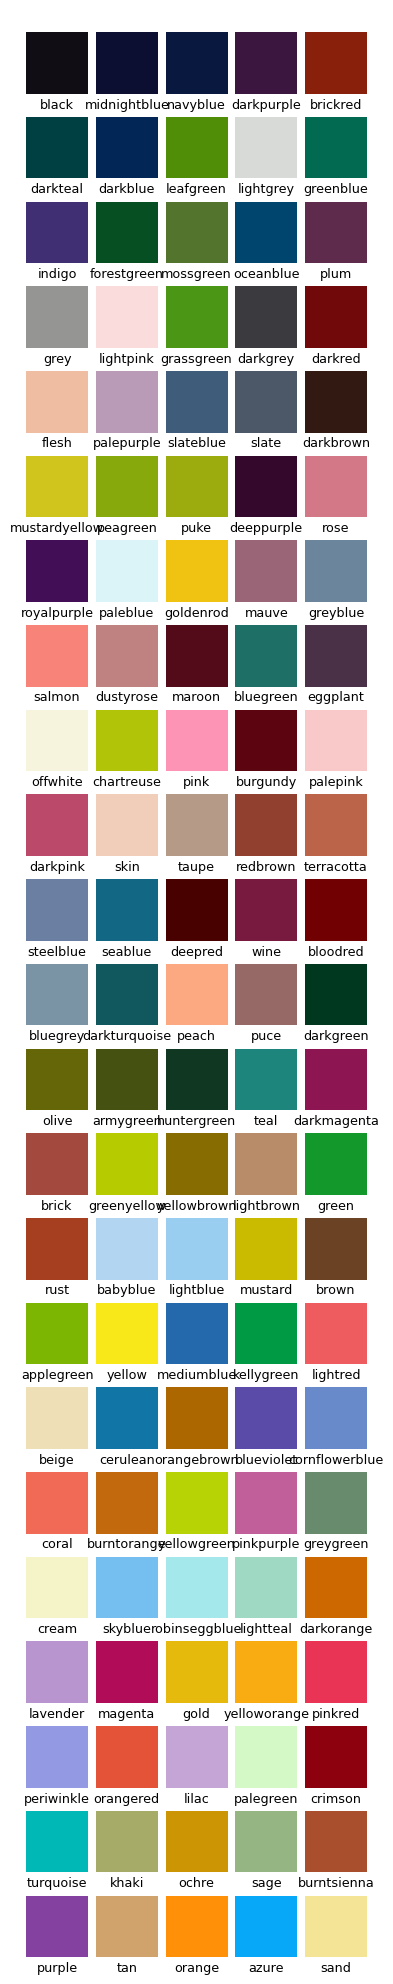 black midnightblue navyblue darkpurple brickred
darkteal darkblue leafgreen lightgrey greenblue
indigo forestgreen mossgreen oceanblue plum
grey lightpink grassgreen darkgrey darkred
flesh palepurple slateblue slate darkbrown
mustardyellow peagreen puke deeppurple rose
royalpurple paleblue goldenrod mauve greyblue
salmon dustyrose maroon bluegreen eggplant
offwhite chartreuse pink burgundy palepink
darkpink skin taupe redbrown terracotta
steelblue seablue deepred wine bloodred
bluegrey darkturquoise peach puce darkgreen
olive armygreen huntergreen teal darkmagenta
brick greenyellow yellowbrown lightbrown green
rust babyblue lightblue mustard brown
applegreen yellow mediumblue kellygreen lightred
beige cerulean orangebrown blueviolet cornflowerblue
coral burntorange yellowgreen pinkpurple greygreen
cream skyblue robinseggblue lightteal darkorange
lavender magenta gold yelloworange pinkred
periwinkle orangered lilac palegreen crimson
turquoise khaki ochre sage burntsienna
purple tan orange azure sand